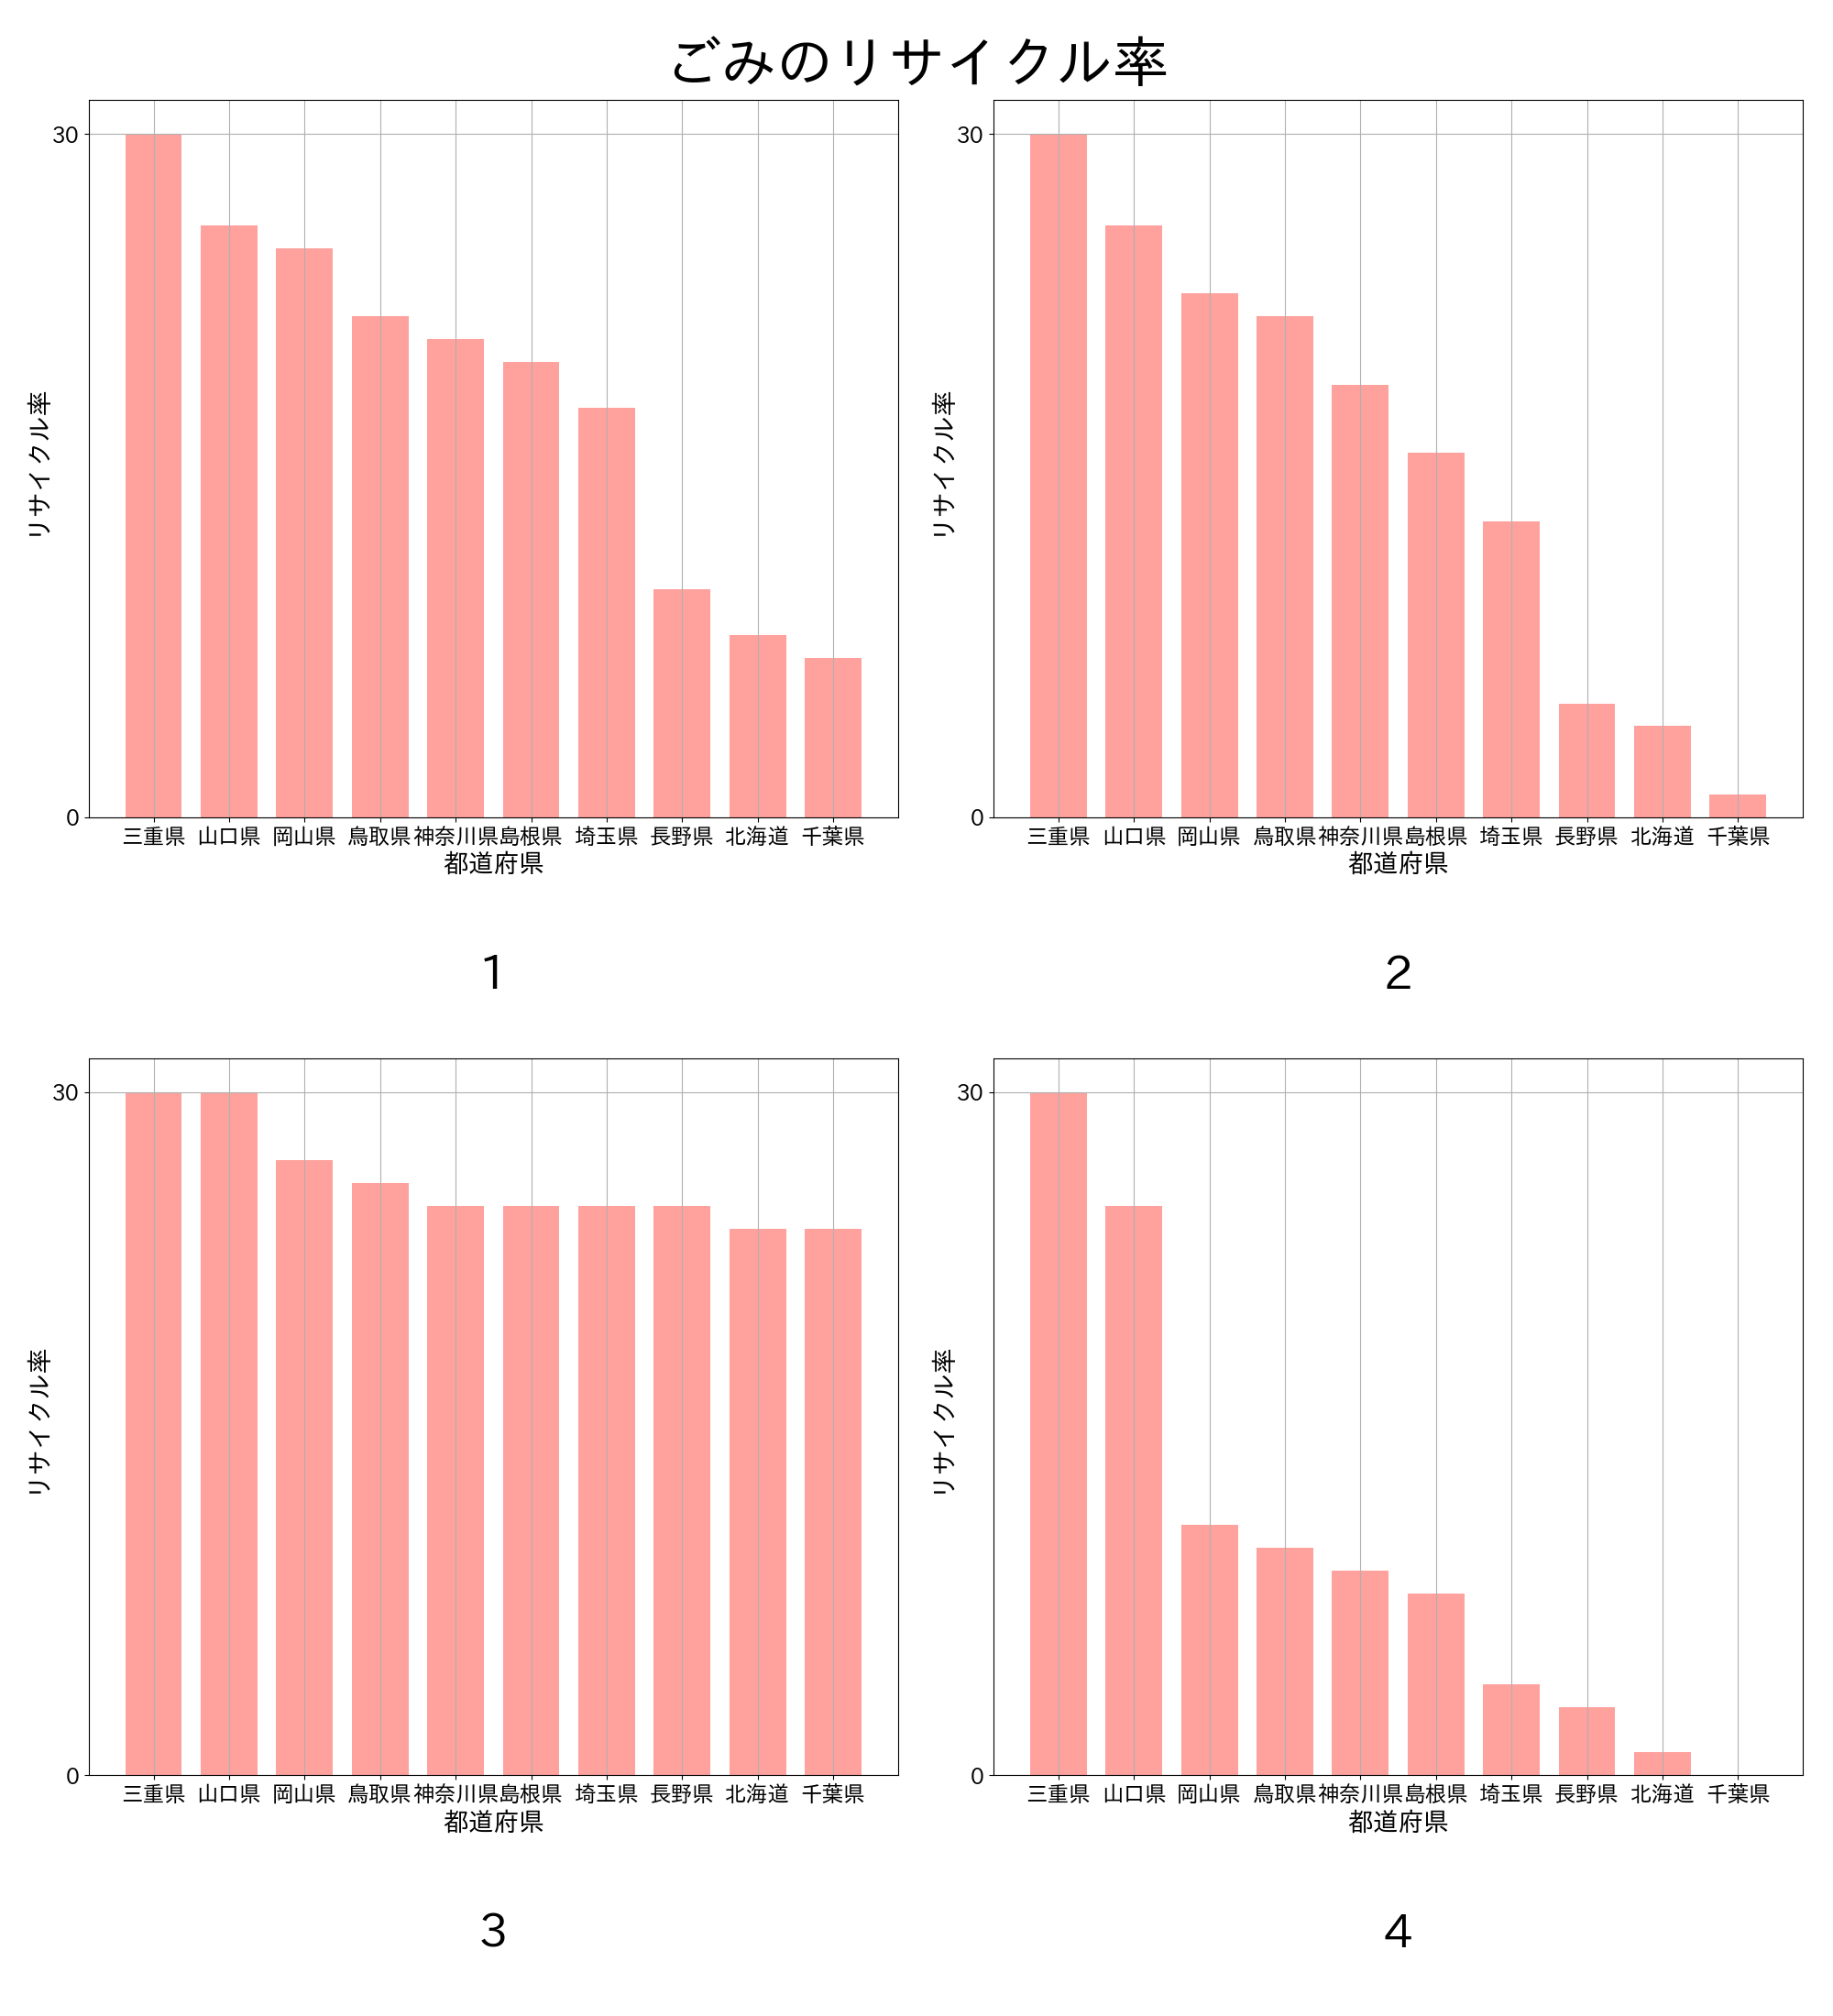 ごみのリサイクル率
30
0
リサイクル率
三重県 山口県 岡山県 鳥取県 神奈川県 島根県 埼玉県 長野県 北海道 千葉県
都道府県
1
30
0
リサイクル率
三重県 山口県 岡山県 鳥取県 神奈川県 島根県 埼玉県 長野県 北海道 千葉県
都道府県
2
30
0
リサイクル率
三重県 山口県 岡山県 鳥取県 神奈川県 島根県 埼玉県 長野県 北海道 千葉県
都道府県
3
30
0
リサイクル率
三重県 山口県 岡山県 鳥取県 神奈川県 島根県 埼玉県 長野県 北海道 千葉県
都道府県
4